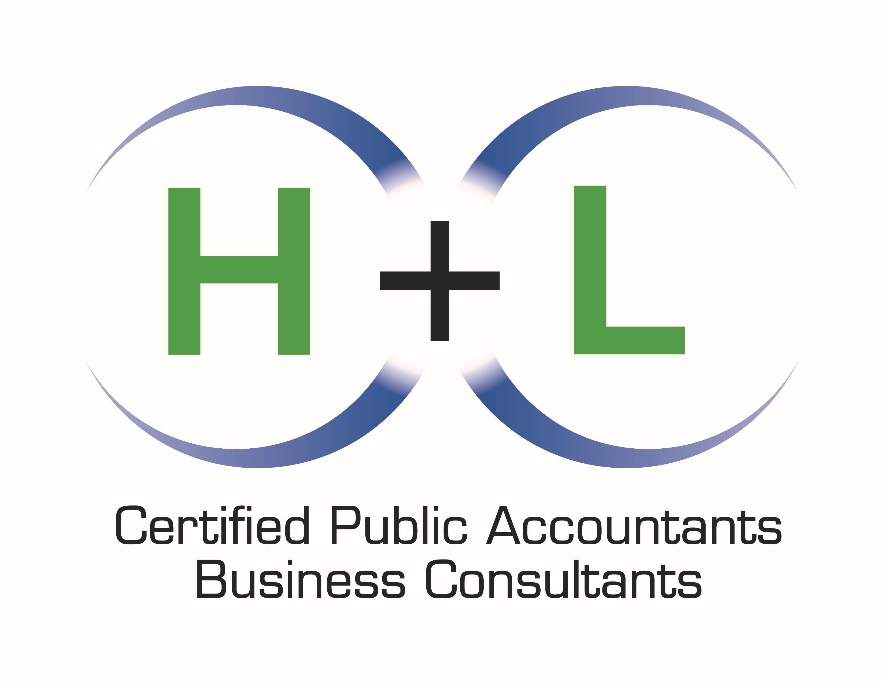 H + L
Certified Public Accountants
Business Consultants